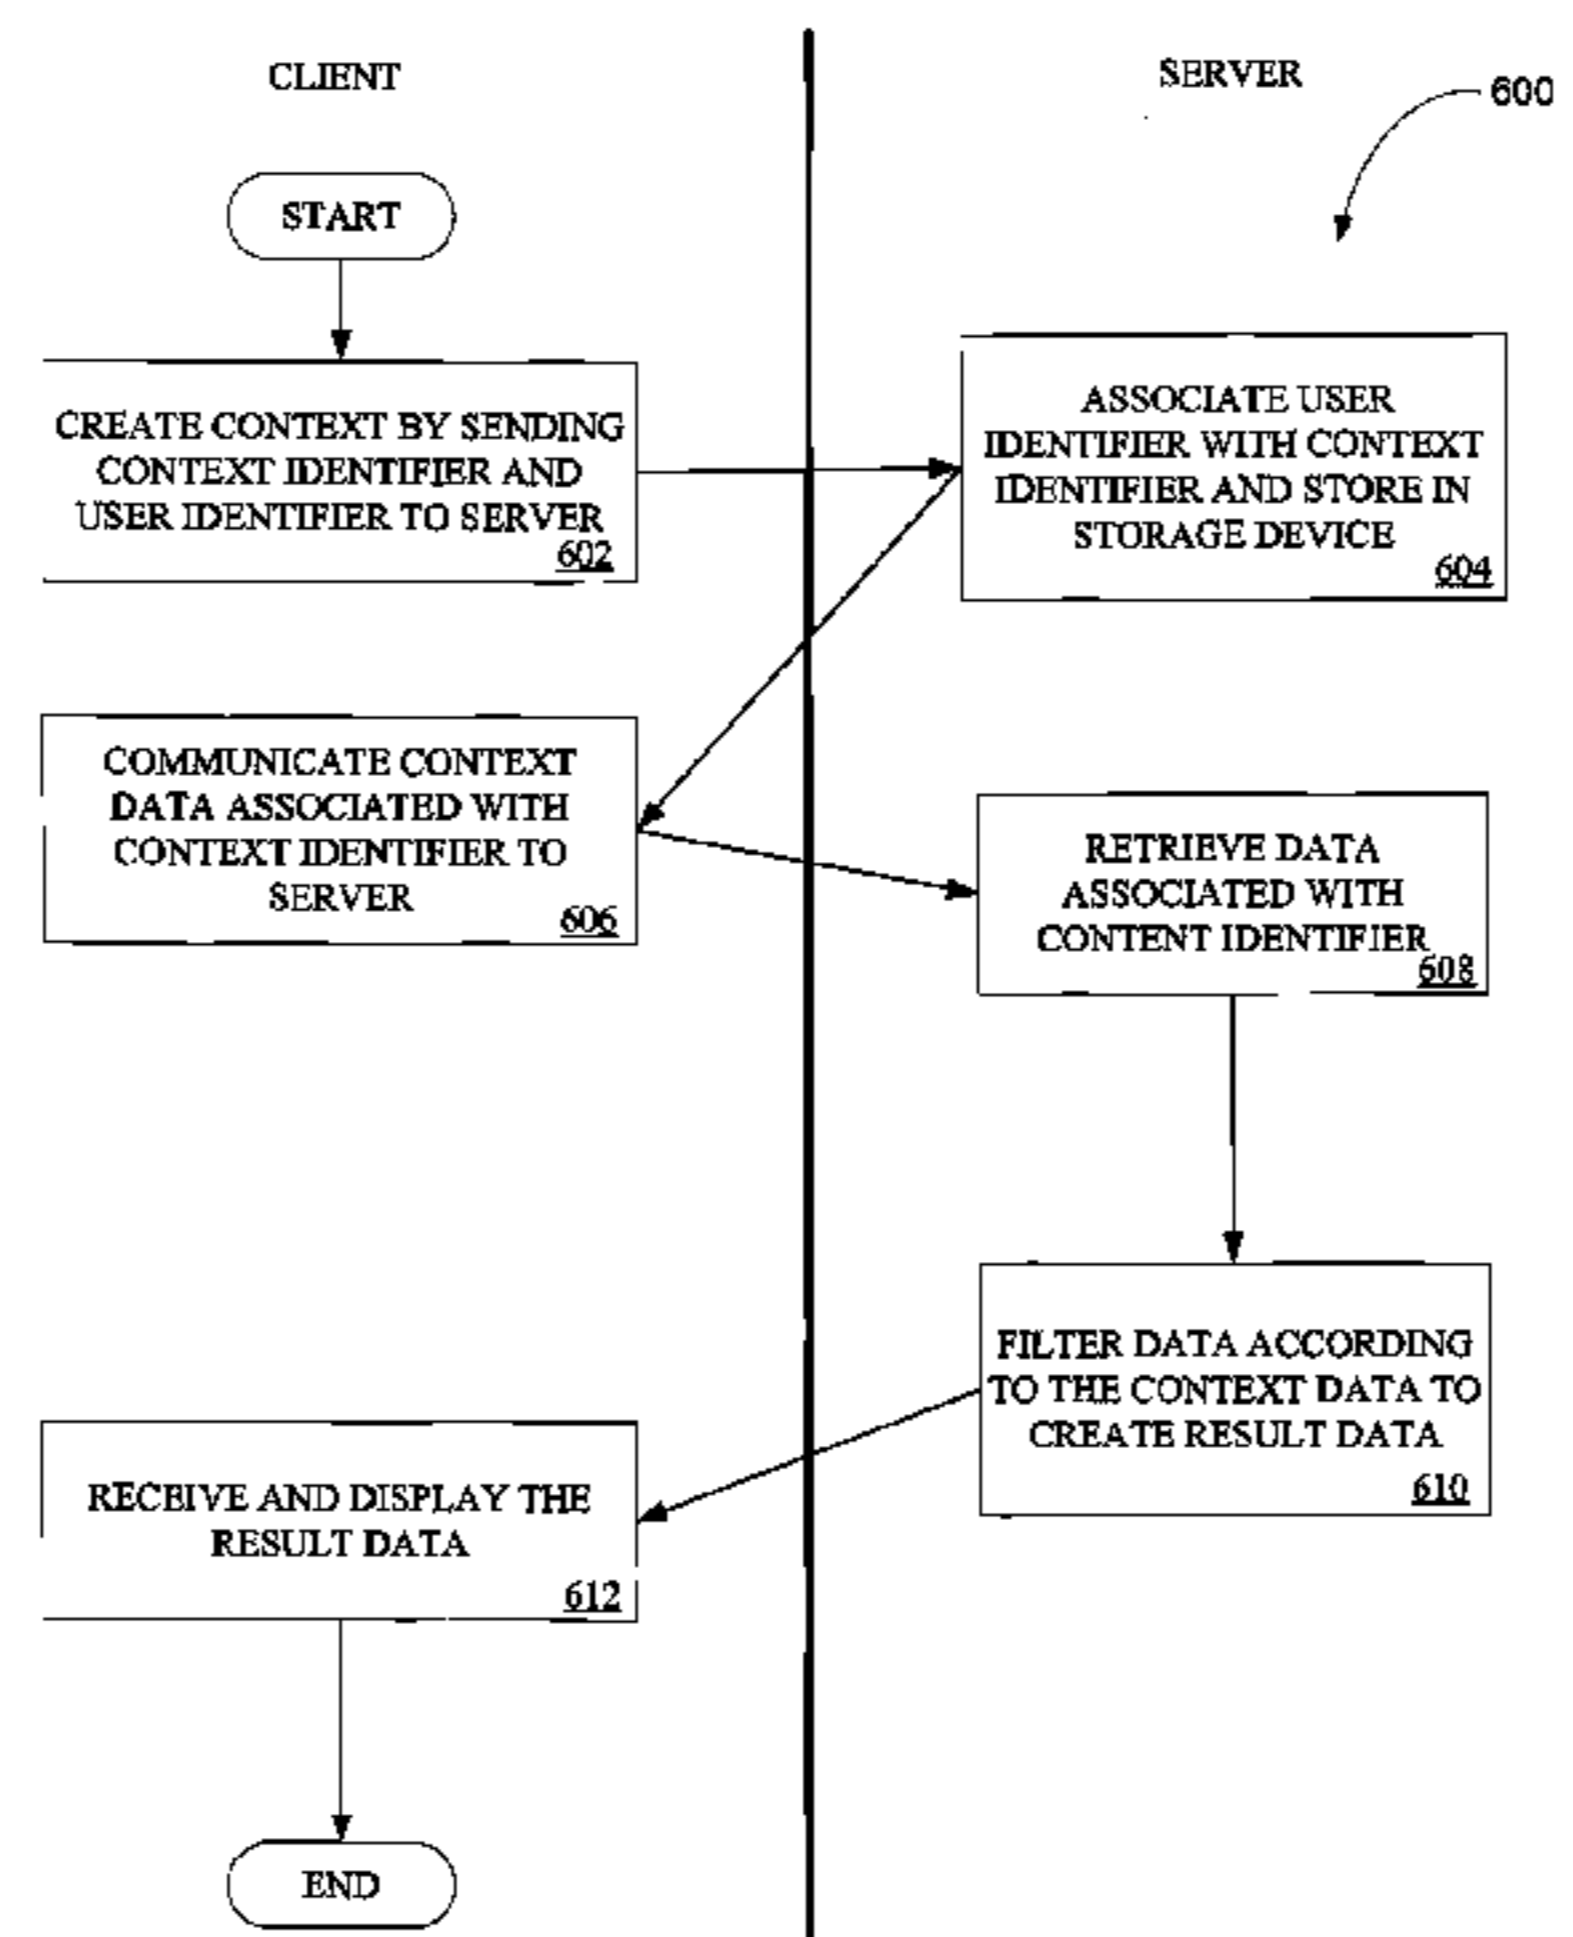 CLIENT
SERVER
600
START
CREATE CONTEXT BY SENDING
CONTEXT IDENTIFIER AND
USER IDENTIFIER TO SERVER
602
ASSOCIATE USER
IDENTIFIER WITH CONTEXT
IDENTIFIER AND STORE IN
STORAGE DEVICE
604
COMMUNICATE CONTEXT
DATA ASSOCIATED WITH
CONTEXT IDENTIFIER TO
SERVER
606
RETRIEVE DATA
ASSOCIATED WITH
CONTENT IDENTIFIER
608
FILTER DATA ACCORDING
TO THE CONTEXT DATA TO
CREATE RESULT DATA
610
RECEIVE AND DISPLAY THE
RESULT DATA
612
END